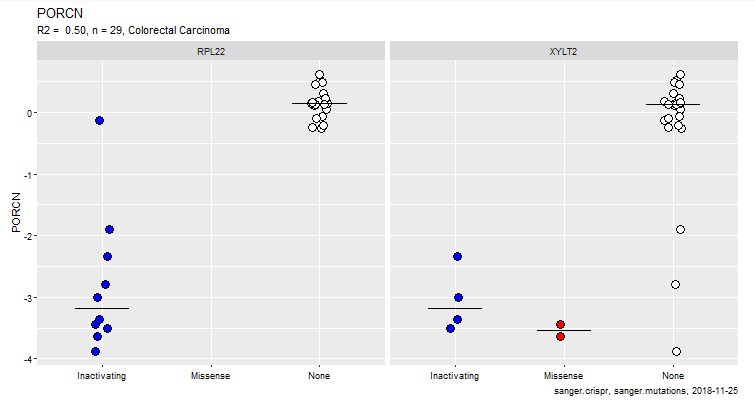 PORCN
R2 =  0.50, n = 29, Colorectal Carcinoma
RPL22
XYLT2
PORCN
0
-1
-2
-3
-4
Inactivating
Missense
None
Inactivating
Missense
None
sanger.crispr, sanger.mutations, 2018-11-25